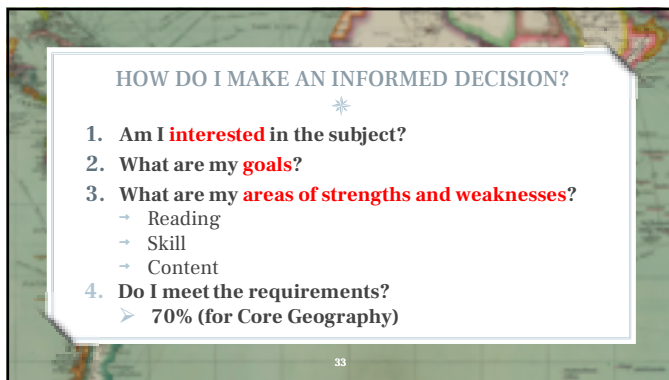 HOW DO I MAKE AN INFORMED DECISION?
1. Am I interested in the subject?
2. What are my goals?
3. What are my areas of strengths and weaknesses?
→ Reading
→ Skill
→ Content
4. Do I meet the requirements?
➢ 70% (for Core Geography)
33